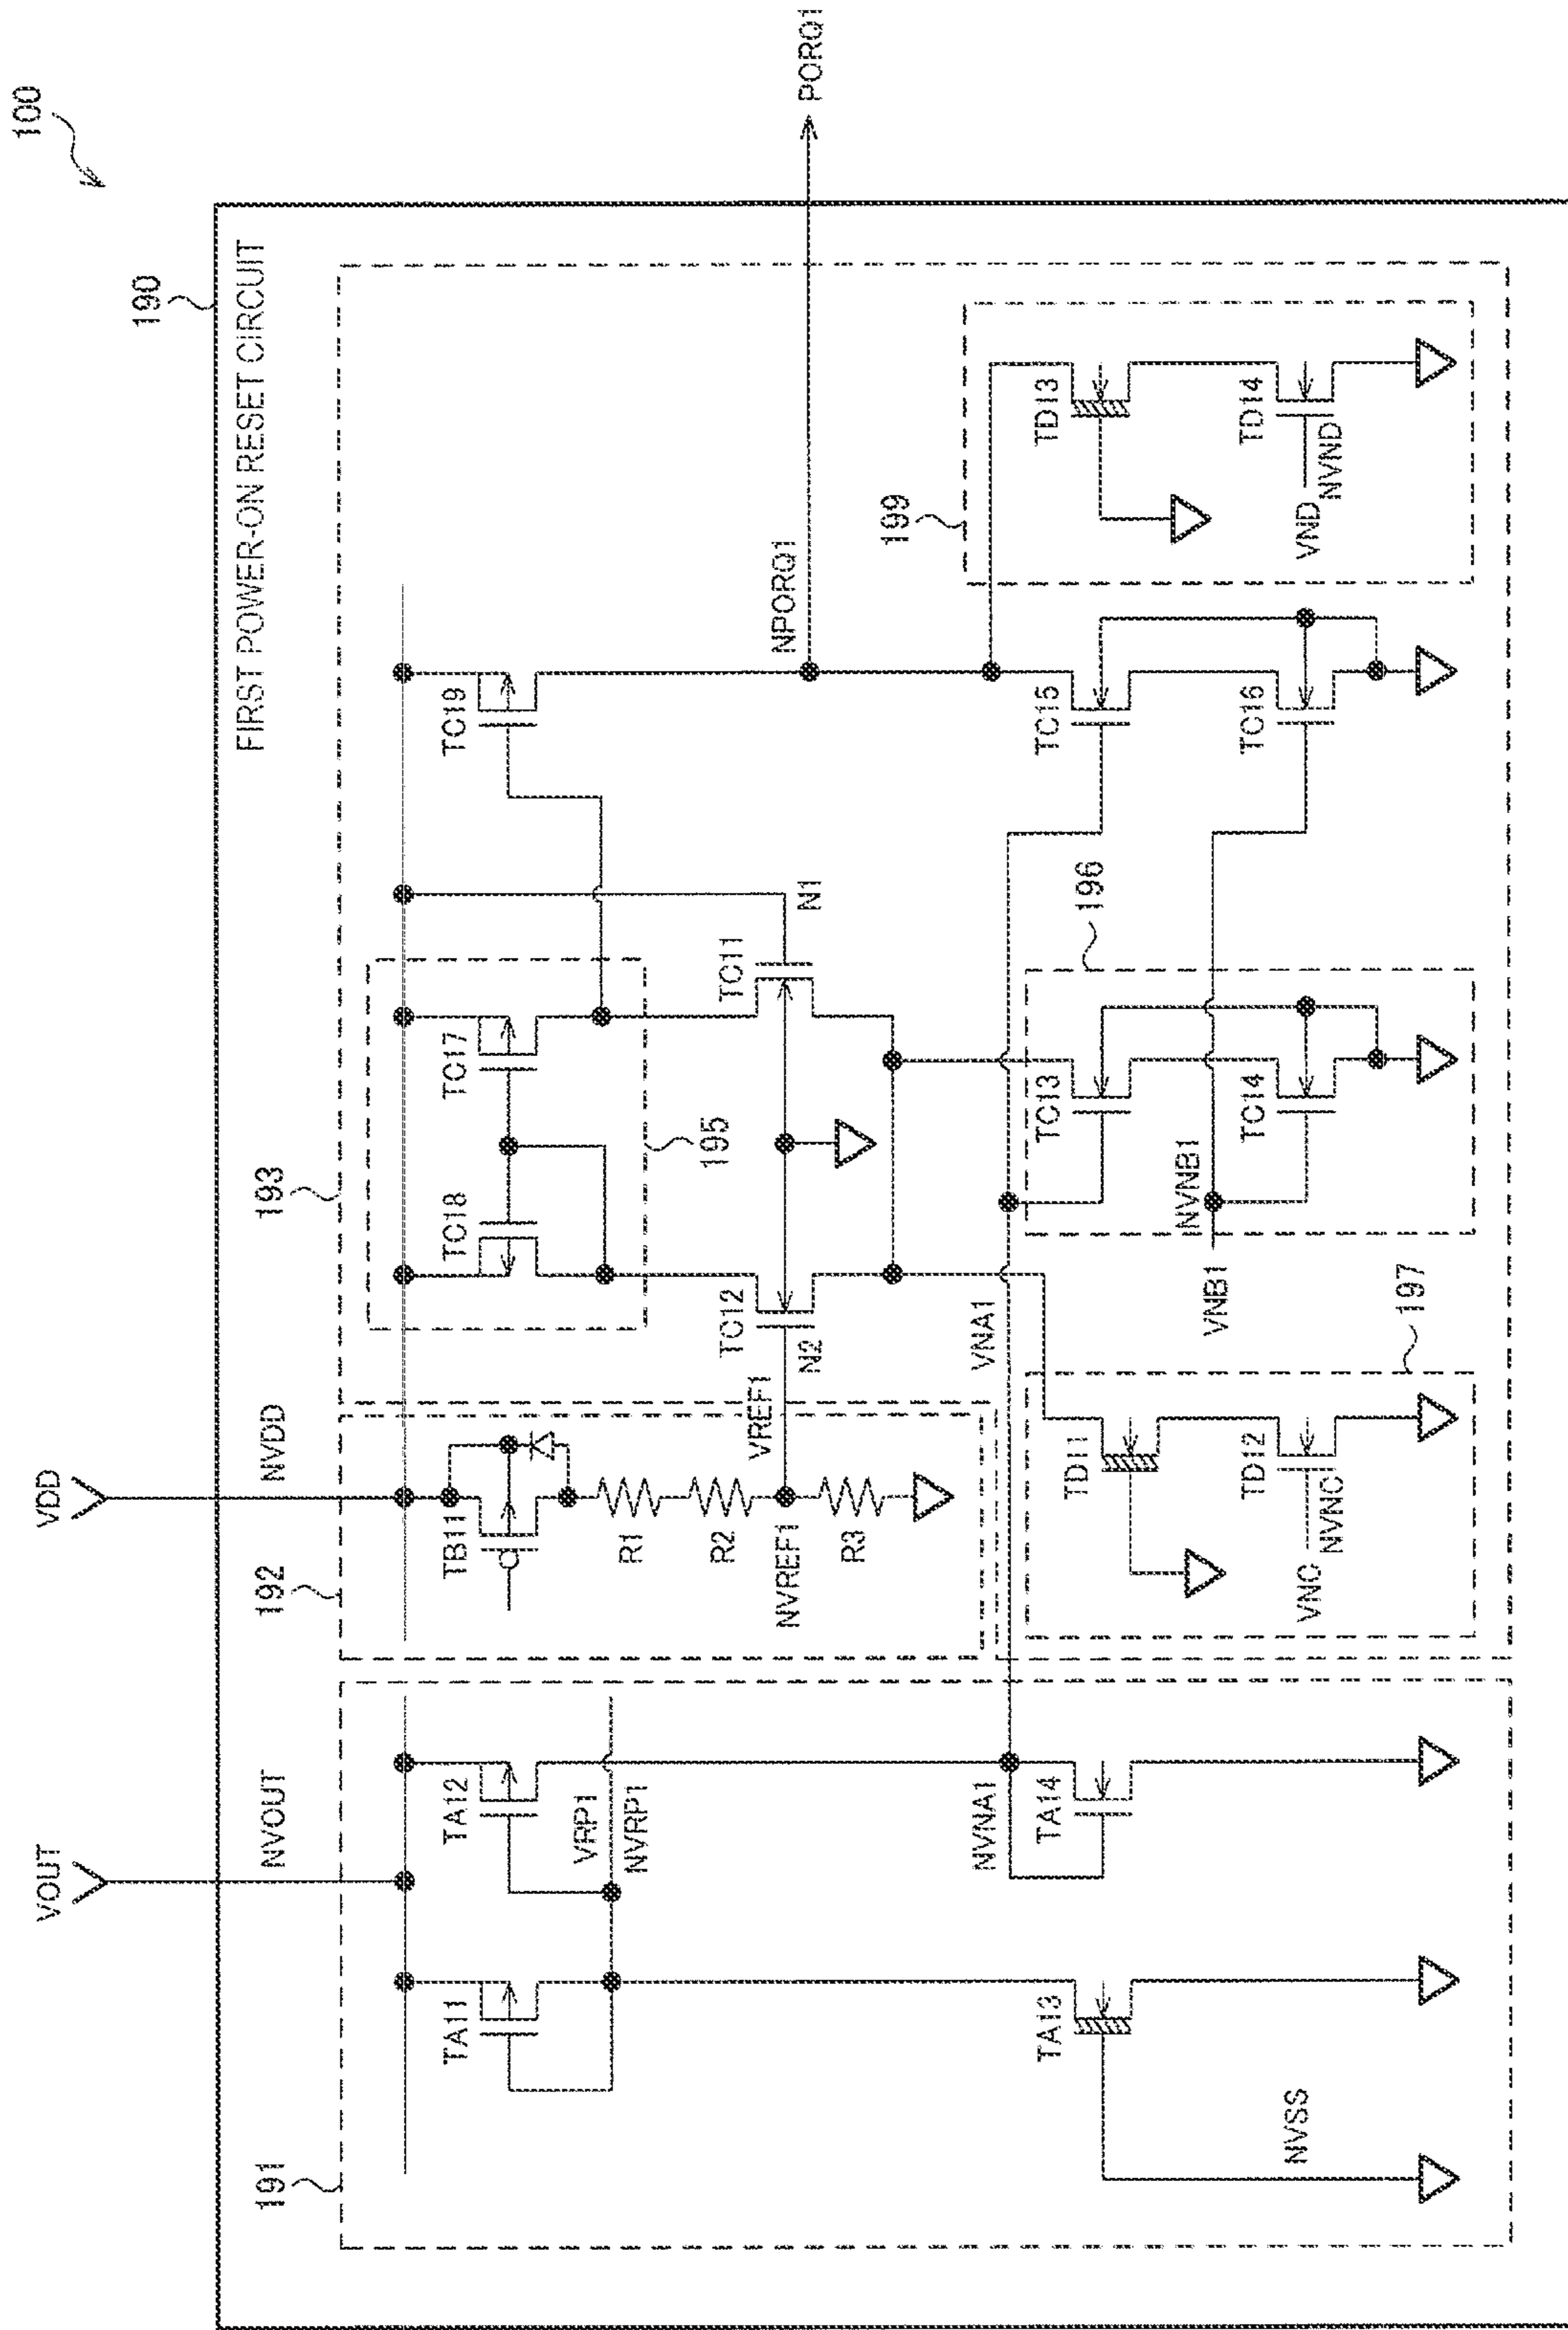 100
190
FIRST POWER-ON RESET CIRCUIT
VOUT
NVOUT
VDD
NVDD
191
192
193
TA11
TA12
VRP1
NVRP1
TB11
R1
R2
NVREF1
R3
VREF1
TC18
TC17
195
TC12
N2
TC11
N1
TC19
NPORQ1
PORQ1
NVNA1
TA14
TA13
NVSS
VNA1
197
TD11
TD12
VNC
NVNC
VNB1
NVNB1
196
TC13
TC14
TC15
TC16
199
TD13
TD14
VND
NVND